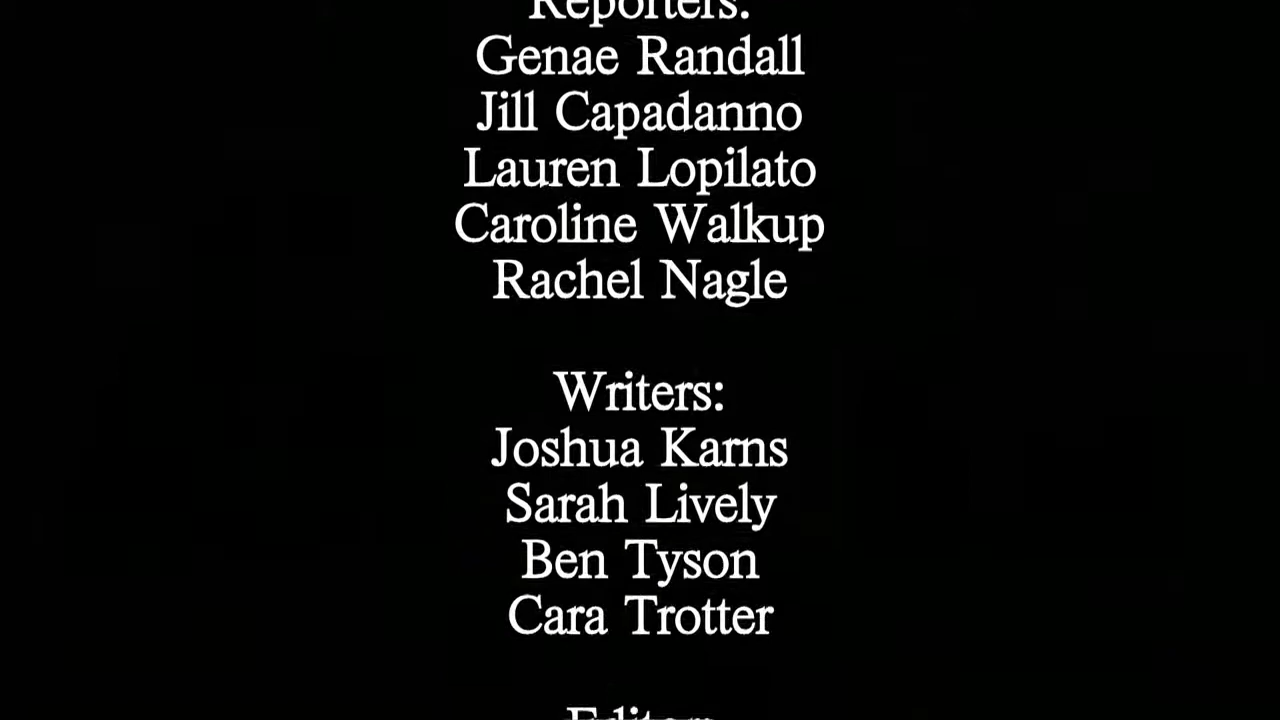 Reporters:
Genae Randall
Jill Capadanno
Lauren Lopilato
Caroline Walkup
Rachel Nagle
Writers:
Joshua Karns
Sarah Lively
Ben Tyson
Cara Trotter